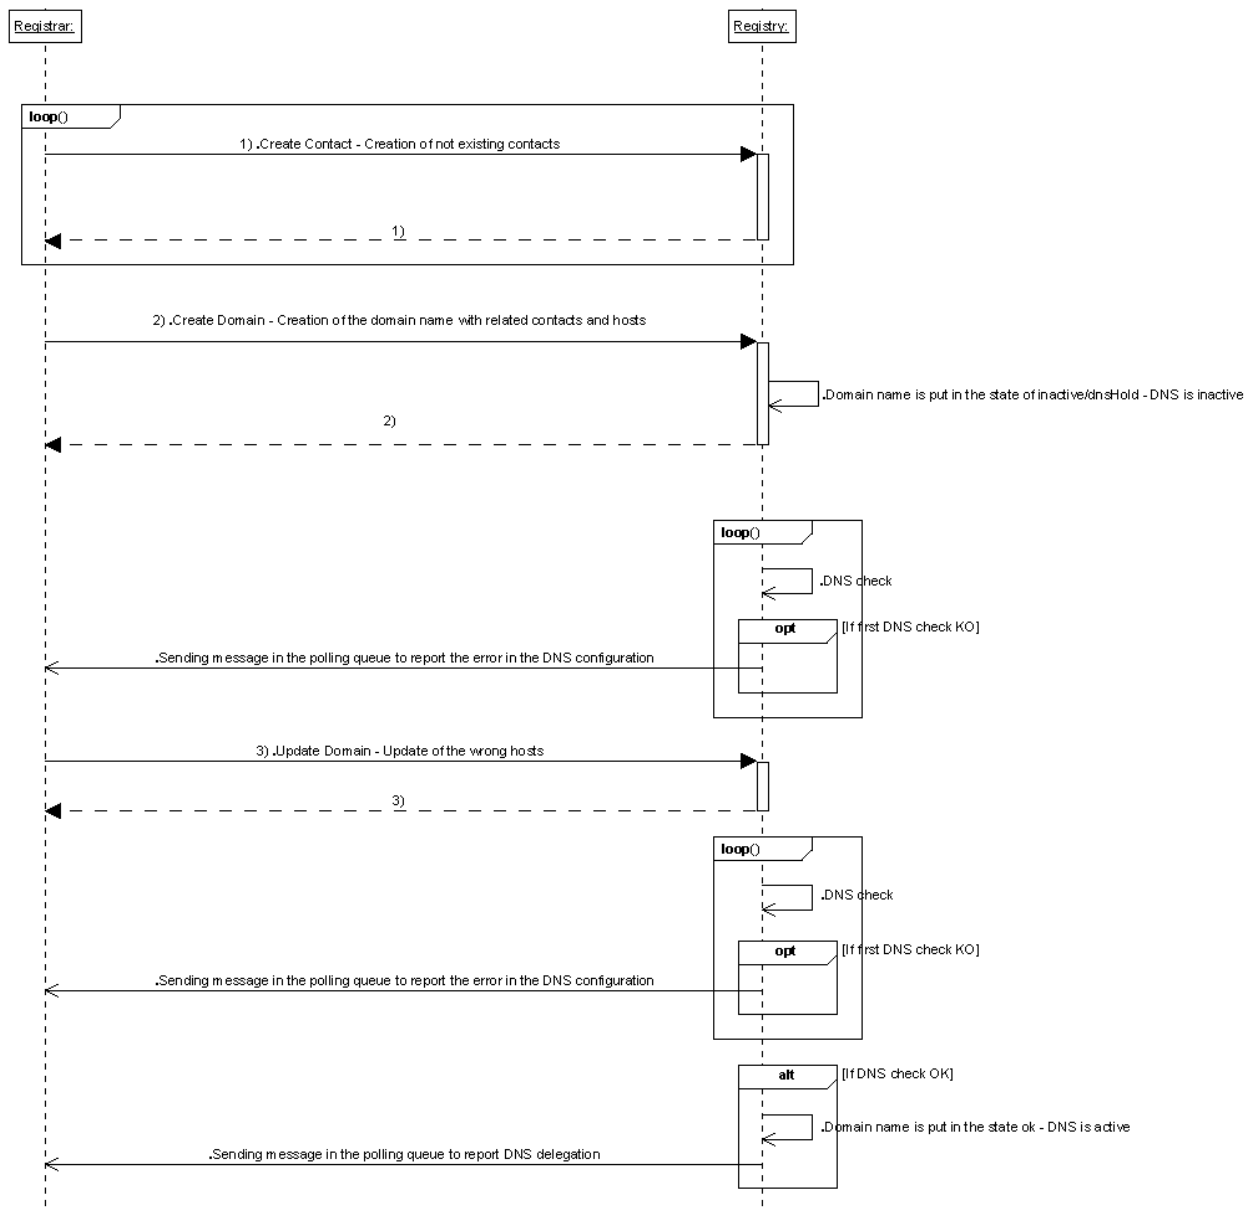 Registrar:
Registry:
loop()
1) .Create Contact - Creation of not existing contacts
1)
2) .Create Domain - Creation of the domain name with related contacts and hosts
.Domain name is put in the state of inactive/dnsHold - DNS is inactive
2)
loop()
.DNS check
opt
[If first DNS check KO]
.Sending message in the polling queue to report the error in the DNS configuration
3) .Update Domain - Update of the wrong hosts
3)
loop()
.DNS check
opt
[If first DNS check KO]
.Sending message in the polling queue to report the error in the DNS configuration
alt
[If DNS check OK]
.Domain name is put in the state ok - DNS is active
.Sending message in the polling queue to report DNS delegation